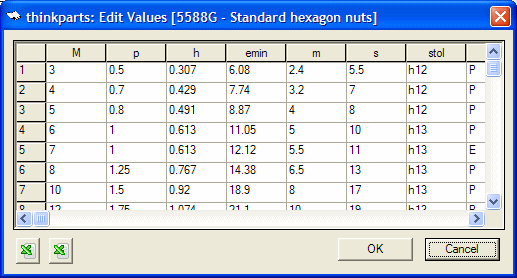 thinkparts: Edit Values [5588G - Standard hexagon nuts]
M p h emin m s stol
1 3 0.5 0.307 6.08 2.4 5.5 h12 P
2 4 0.7 0.429 7.74 3.2 7 h12 P
3 5 0.8 0.491 8.87 4 8 h12 P
4 6 1 0.613 11.05 5 10 h13 P
5 7 1 0.613 12.12 5.5 11 h13 E
6 8 1.25 0.767 14.38 6.5 13 h13 P
7 10 1.5 0.92 18.9 8 17 h13 P
8 12 1.75 1.074 21.1 10 19 h13 P
OK Cancel